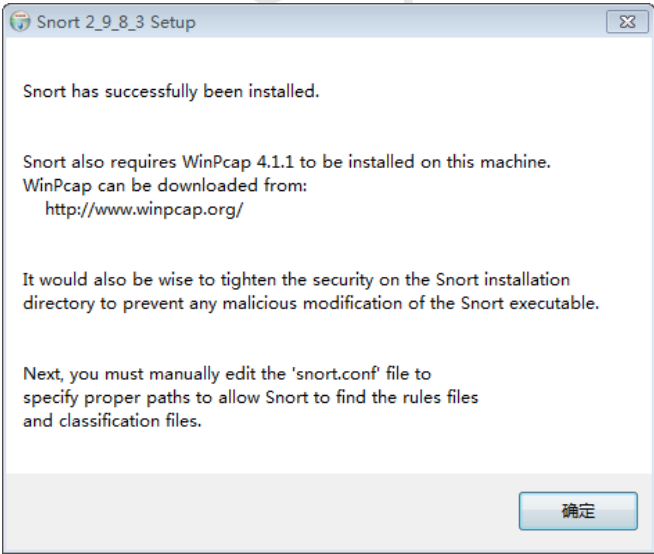 Snort 2_9_8_3 Setup
Snort has successfully been installed.
Snort also requires WinPcap 4.1.1 to be installed on this machine.
WinPcap can be downloaded from:
http://www.winpcap.org/
It would also be wise to tighten the security on the Snort installation
directory to prevent any malicious modification of the Snort executable.
Next, you must manually edit the 'snort.conf' file to
specify proper paths to allow Snort to find the rules files
and classification files.
确定